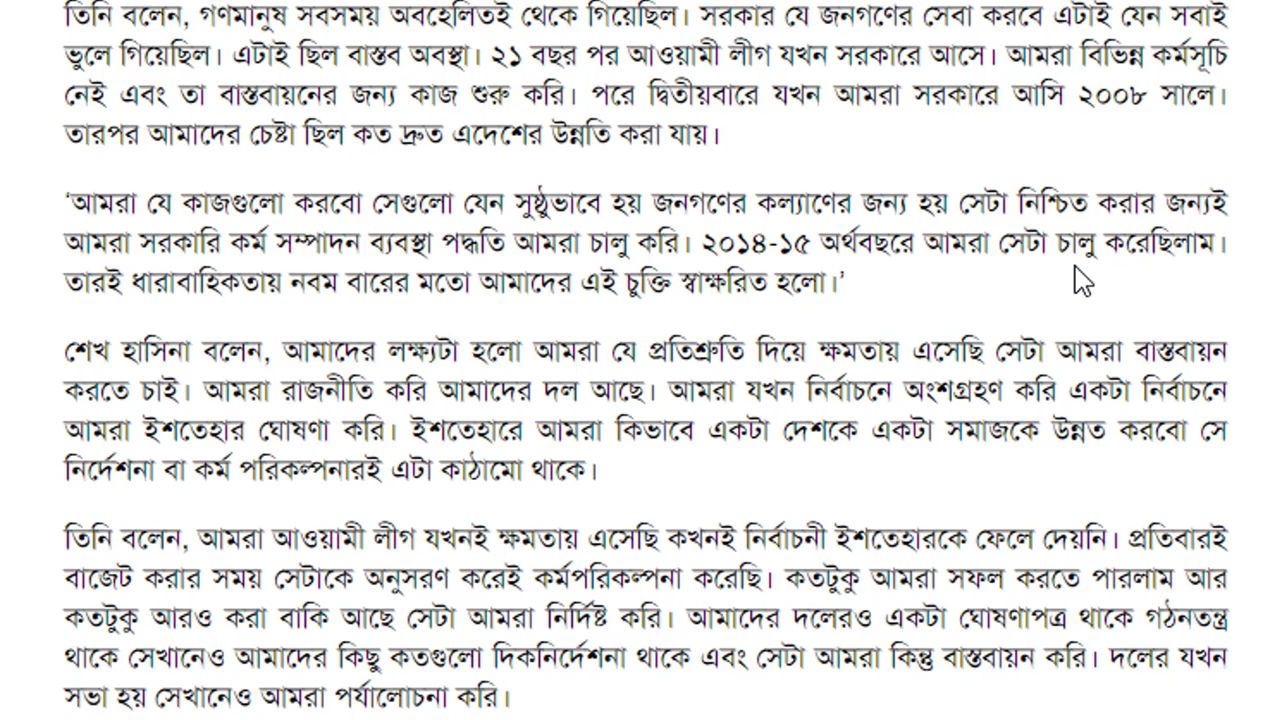 তিনি বলেন, গণমানুষ সবসময় অবহেলিতই থেকে গিয়েছিল। সরকার যে জনগণের সেবা করবে এটাই যেন সবাই
ভুলে গিয়েছিল। এটাই ছিল বাস্তব অবস্থা। ২১ বছর পর আওয়ামী লীগ যখন সরকারে আসে। আমরা বিভিন্ন কর্মসূচি
নেই এবং তা বাস্তবায়নের জন্য কাজ শুরু করি। পরে দ্বিতীয়বারে যখন আমরা সরকারে আসি ২০০৮ সালে।
তারপর আমাদের চেষ্টা ছিল কত দ্রুত এদেশের উন্নতি করা যায়।
‘আমরা যে কাজগুলো করবো সেগুলো যেন সুষ্ঠুভাবে হয় জনগণের কল্যাণের জন্য হয় সেটা নিশ্চিত করার জন্যই
আমরা সরকারি কর্ম সম্পাদন ব্যবস্থা পদ্ধতি আমরা চালু করি। ২০১৪-১৫ অর্থবছরে আমরা সেটা চালু করেছিলাম।
তারই ধারাবাহিকতায় নবম বারের মতো আমাদের এই চুক্তি স্বাক্ষরিত হলো।’
শেখ হাসিনা বলেন, আমাদের লক্ষ্যটা হলো আমরা যে প্রতিশ্রুতি দিয়ে ক্ষমতায় এসেছি সেটা আমরা বাস্তবায়ন
করতে চাই। আমরা রাজনীতি করি আমাদের দল আছে। আমরা যখন নির্বাচনে অংশগ্রহণ করি একটা নির্বাচনে
আমরা ইশতেহার ঘোষণা করি। ইশতেহারে আমরা কিভাবে একটা দেশকে একটা সমাজকে উন্নত করবো সে
নির্দেশনা বা কর্ম পরিকল্পনারই এটা কাঠামো থাকে।
তিনি বলেন, আমরা আওয়ামী লীগ যখনই ক্ষমতায় এসেছি কখনই নির্বাচনী ইশতেহারকে ফেলে দেয়নি। প্রতিবারই
বাজেট করার সময় সেটাকে অনুসরণ করেই কর্মপরিকল্পনা করেছি। কতটুকু আমরা সফল করতে পারলাম আর
কতটুকু আরও করা বাকি আছে সেটা আমরা নির্দিষ্ট করি। আমাদের দলেরও একটা ঘোষণাপত্র থাকে গঠনতন্ত্র
থাকে সেখানেও আমাদের কিছু কতগুলো দিকনির্দেশনা থাকে এবং সেটা আমরা কিন্তু বাস্তবায়ন করি। দলের যখন
সভা হয় সেখানেও আমরা পর্যালোচনা করি।